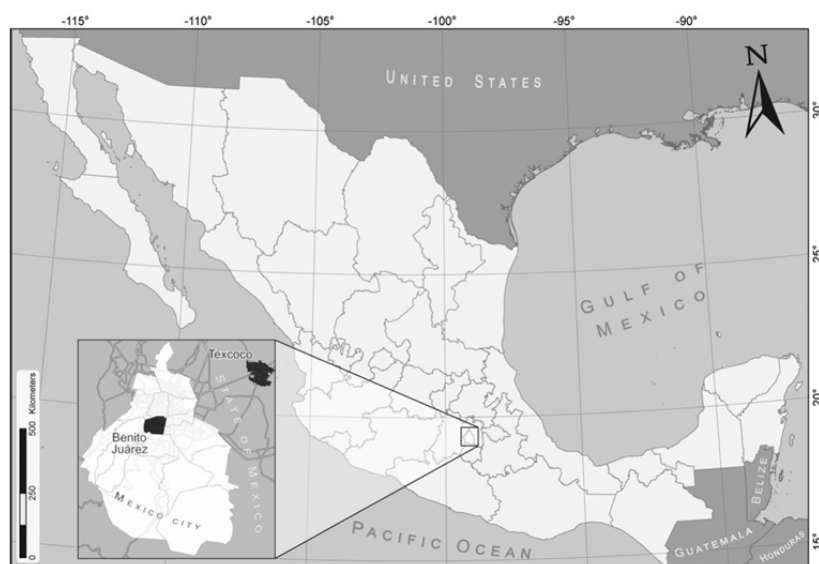 -115° -110° -105° -100° -95° -90°
N
UNITED STATES
30°
25°
GULF OF
MEXICO
Texcoco
STATE OF MEXICO
20°
Benito
Juárez
MEXICO CITY
Kilometers
500
250
0
BELIZE
GUATEMALA
HONDURAS
PACIFIC OCEAN
15°